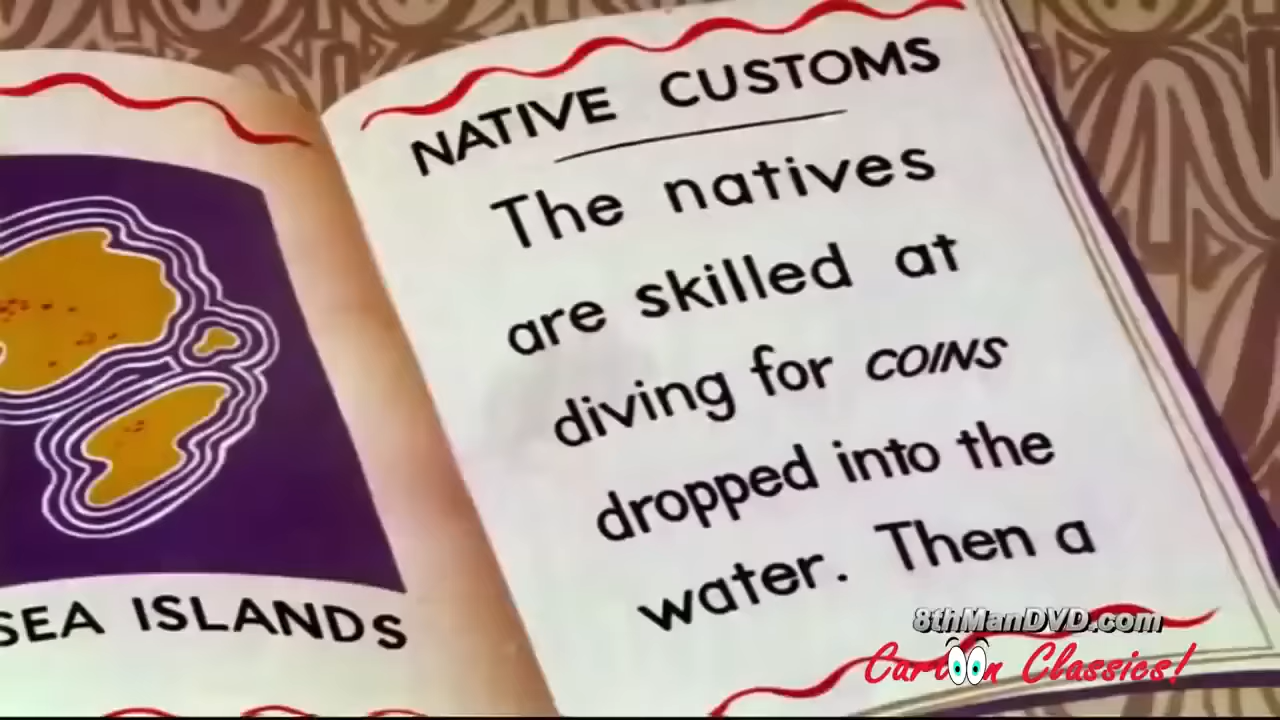 SEA ISLANDS
NATIVE CUSTOMS
The natives
are skilled at
diving for COINS
dropped into the
water. Then a
8thManDVD.com
Cartoon Classics!